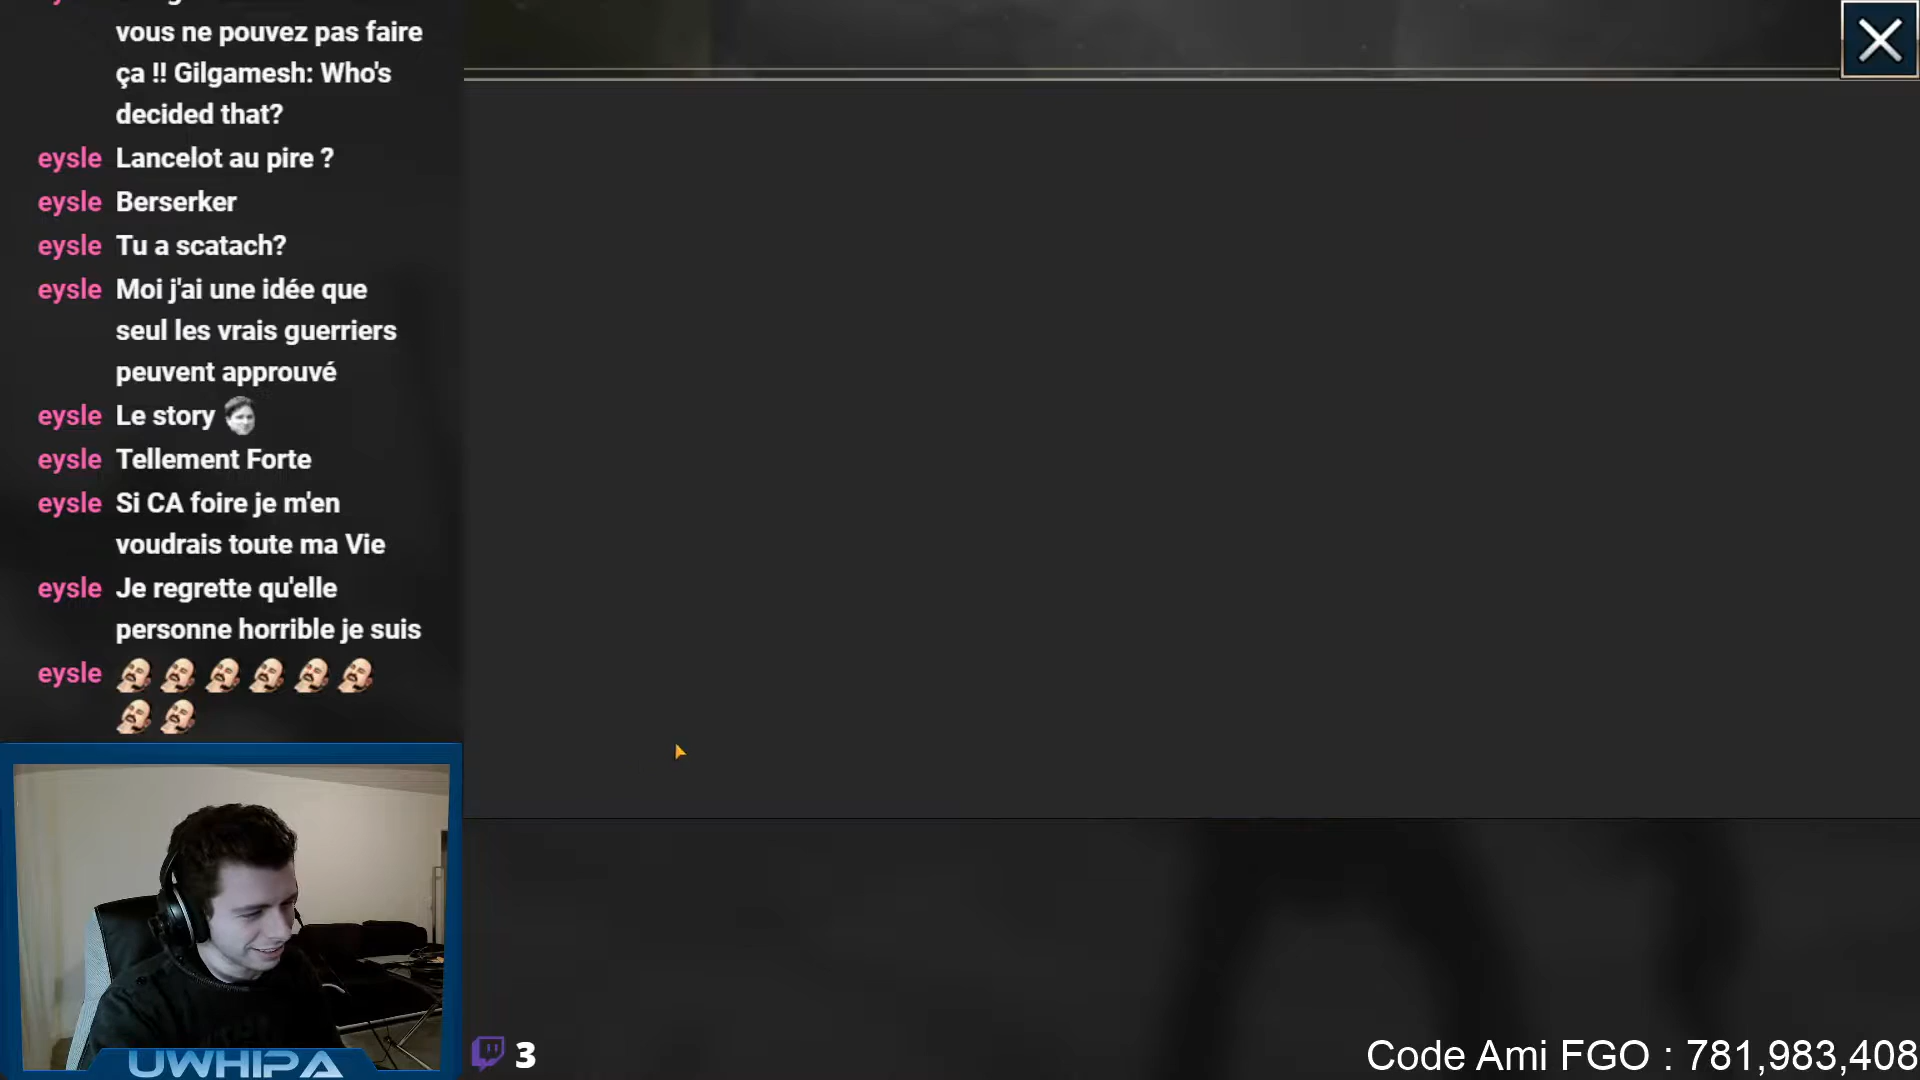 vous ne pouvez pas faire
ça !! Gilgamesh: Who's
decided that?
eysle Lancelot au pire ?
eysle Berserker
eysle Tu a scatach?
eysle Moi j'ai une idée que
seul les vrais guerriers
peuvent approuvé
eysle Le story
eysle Tellement Forte
eysle Si CA foire je m'en
voudrais toute ma Vie
eysle Je regrette qu'elle
personne horrible je suis
eysle
UWHIPA
3
Code Ami FGO : 781,983,408